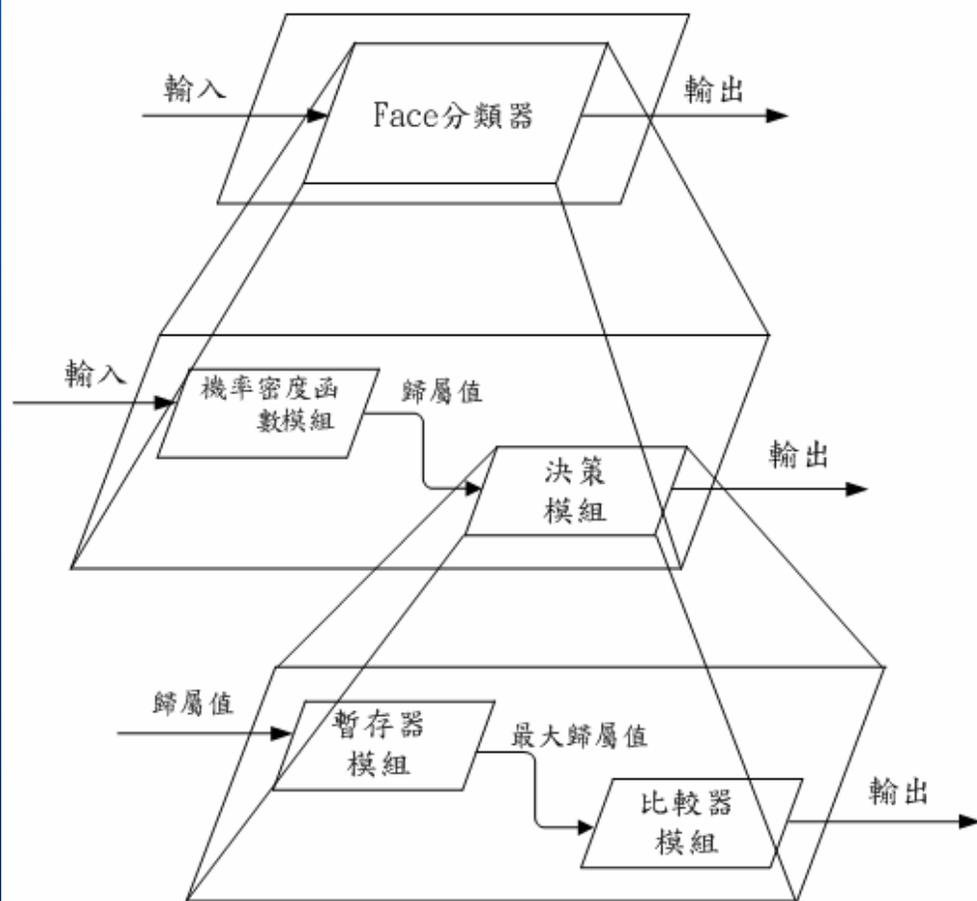 輸入
Face分類器
輸出
輸入
機率密度函
數模組
歸屬值
決策
模組
輸出
歸屬值
暫存器
模組
最大歸屬值
比較器
模組
輸出